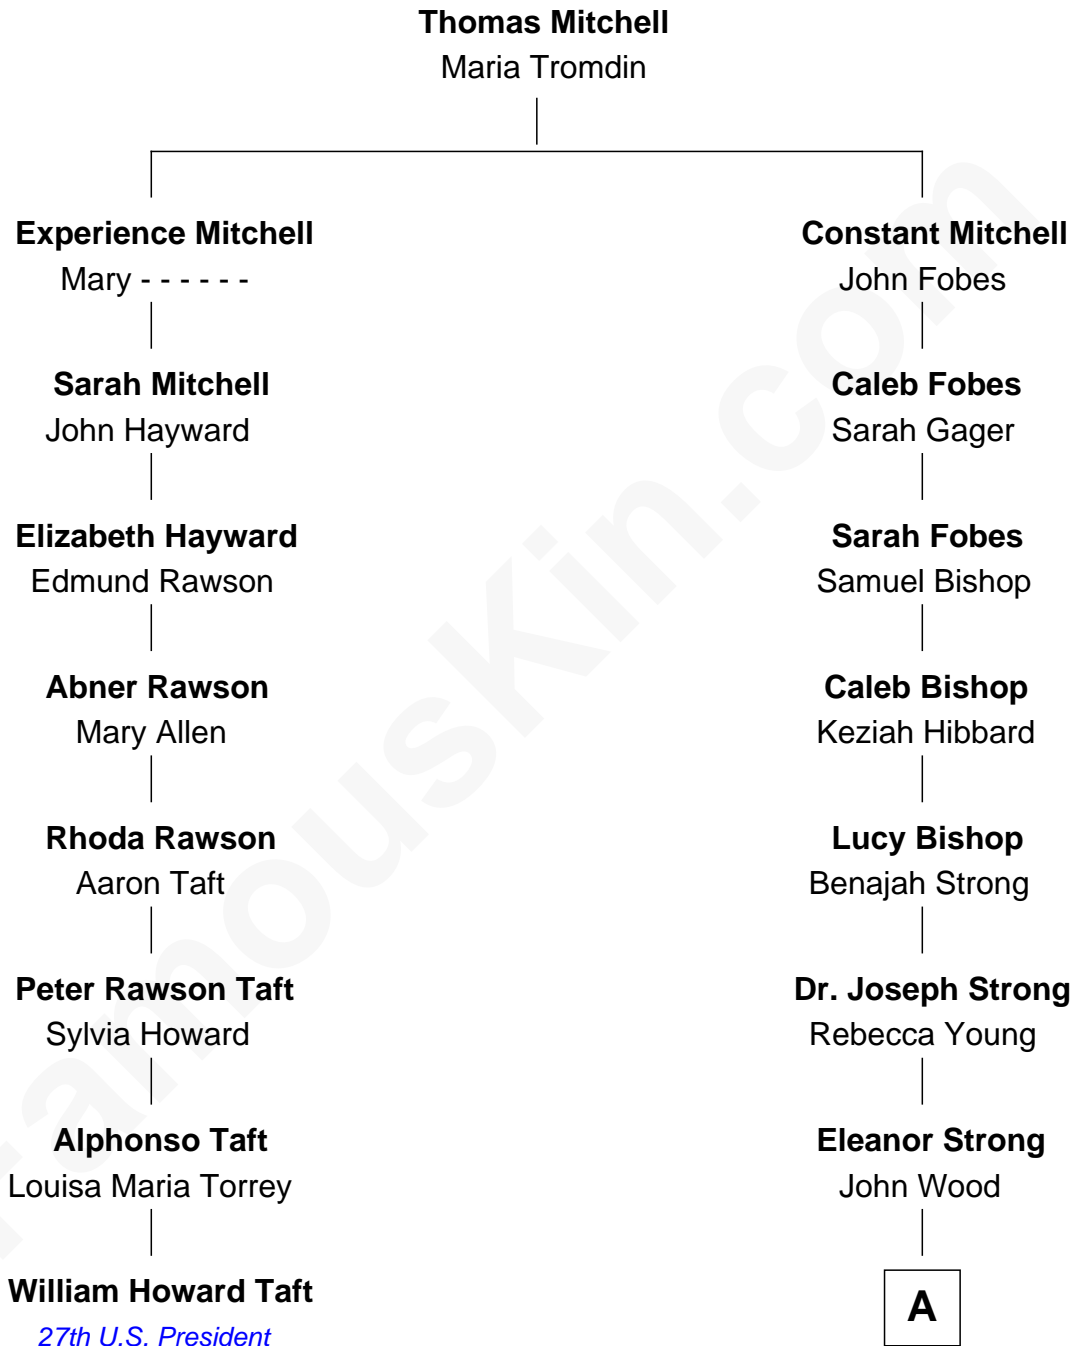 Thomas Mitchell
Maria Tromdin
Experience Mitchell
Mary - - - - - -
Constant Mitchell
John Fobes
Sarah Mitchell
John Hayward
Caleb Fobes
Sarah Gager
Elizabeth Hayward
Edmund Rawson
Sarah Fobes
Samuel Bishop
Abner Rawson
Mary Allen
Caleb Bishop
Keziah Hibbard
Rhoda Rawson
Aaron Taft
Lucy Bishop
Benajah Strong
Peter Rawson Taft
Sylvia Howard
Dr. Joseph Strong
Rebecca Young
Alphonso Taft
Louisa Maria Torrey
Eleanor Strong
John Wood
William Howard Taft
27th U.S. President
A
FamousKin.com